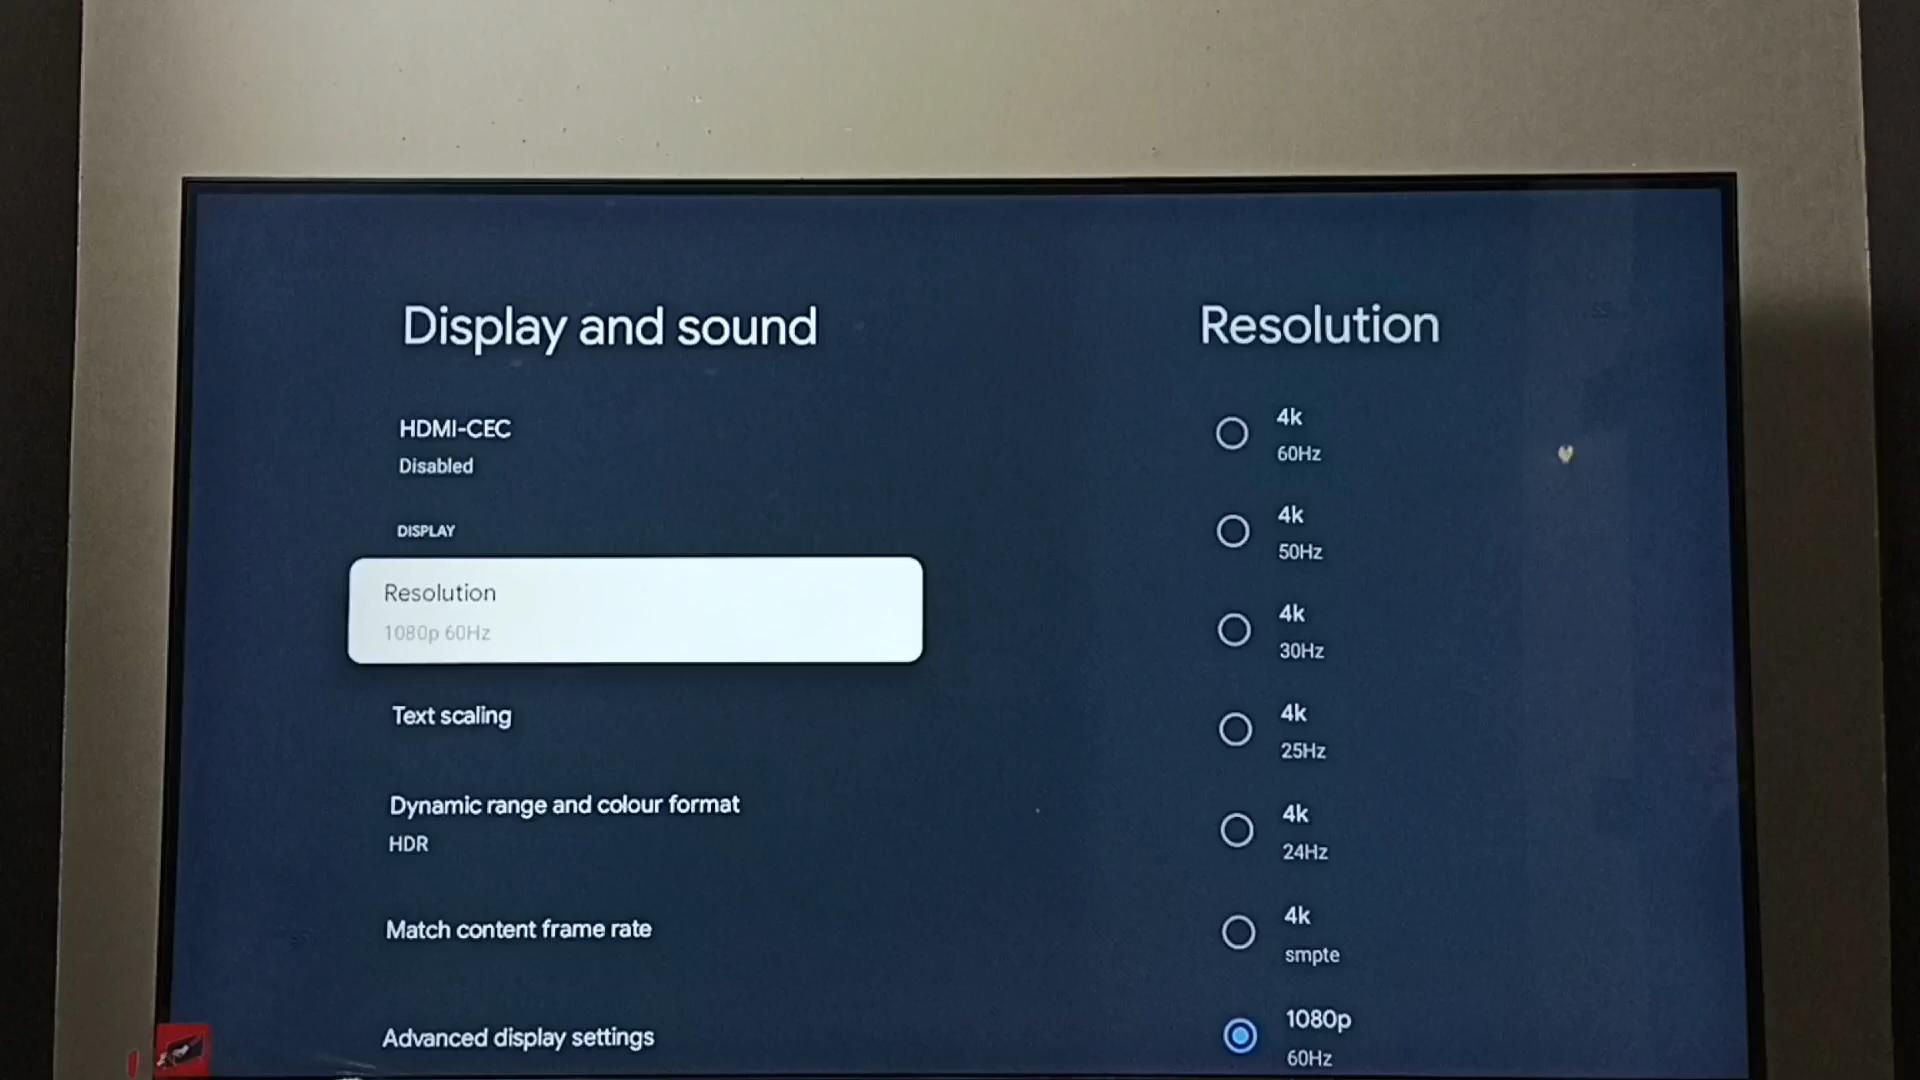 Display and sound
HDMI-CEC
Disabled
DISPLAY
Resolution
1080p 60Hz
Text scaling
Dynamic range and colour format
HDR
Match content frame rate
Advanced display settings
Resolution
4k
60Hz
4k
50Hz
4k
30Hz
4k
25Hz
4k
24Hz
4k
smpte
1080p
60Hz